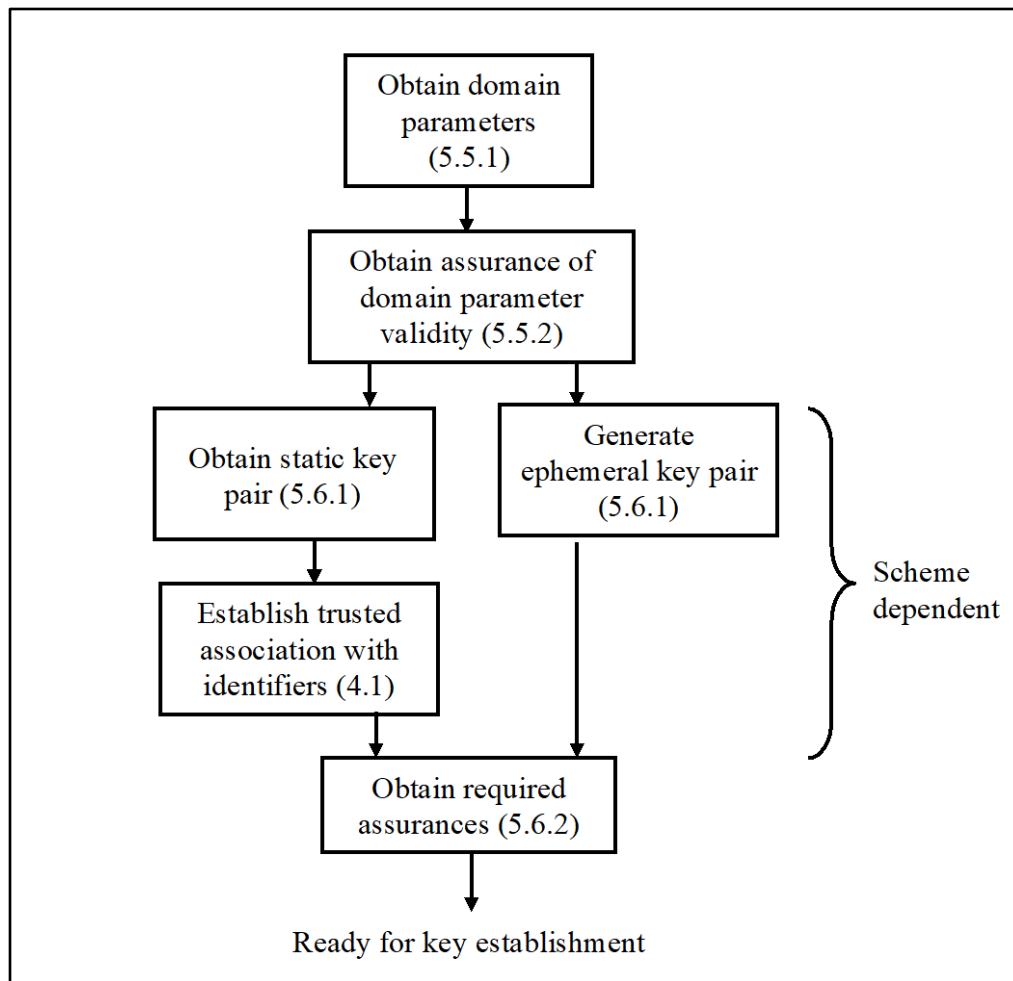 Obtain domain
parameters
(5.5.1)
Obtain assurance of
domain parameter
validity (5.5.2)
Obtain static key
pair (5.6.1)
Generate
ephemeral key pair
(5.6.1)
Establish trusted
association with
identifiers (4.1)
Scheme
dependent
Obtain required
assurances (5.6.2)
Ready for key establishment